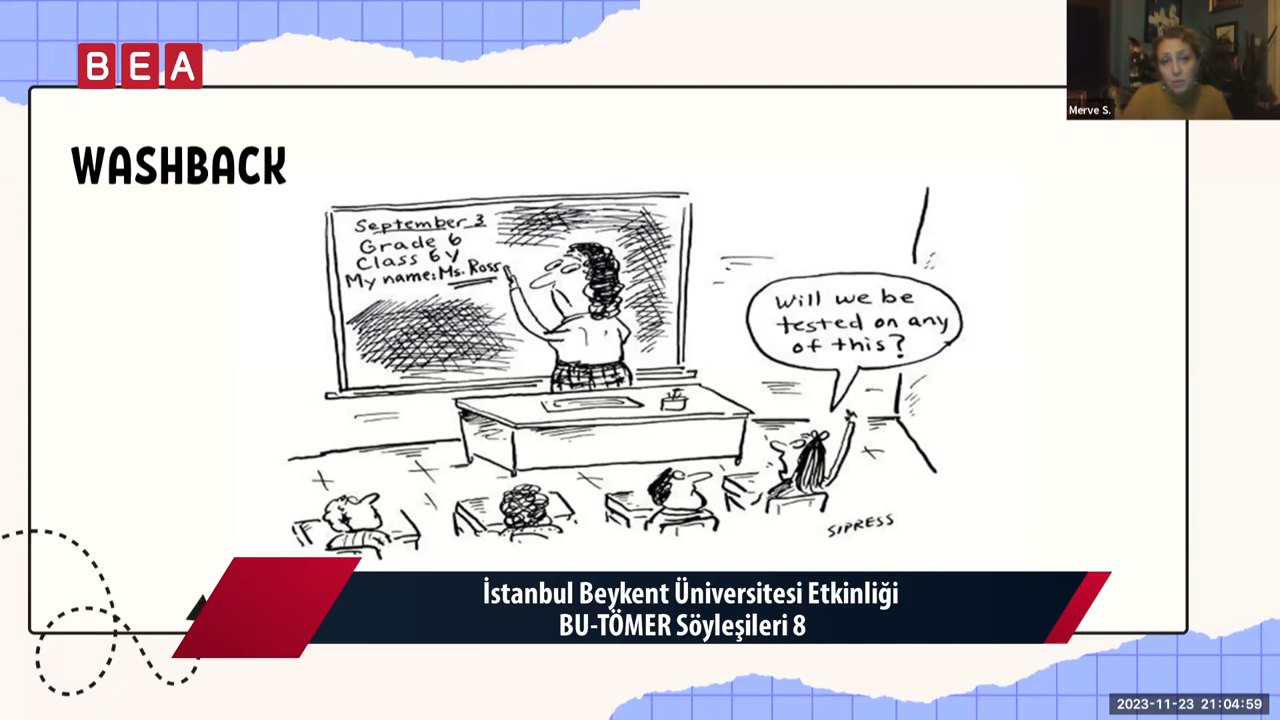 BEA
Merve S.
WASHBACK
September 3
Grade 6
Class 6y
My name: Ms. Ross
Will we be
tested on any
of this?
SIPRESS
İstanbul Beykent Üniversitesi Etkinliği
BU-TÖMER Söyleşileri 8
2023-11-23 21:04:59